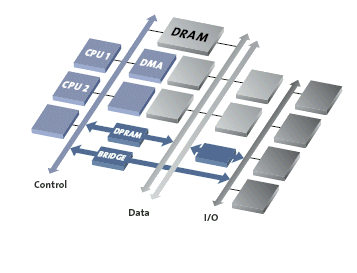 DRAM
CPU 1
DMA
CPU 2
DPRAM
BRIDGE
Control
Data
I/O